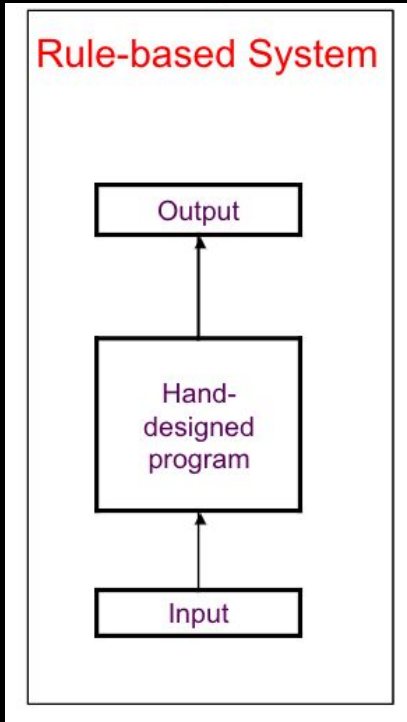 Rule-based System
Output
Hand-
designed
program
Input